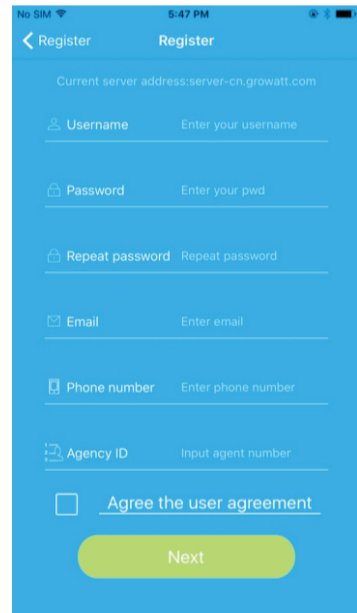 No SIM 5:47 PM
Register Register
Current server address:server-cn.growatt.com
Username Enter your username
Password Enter your pwd
Repeat password Repeat password
Email Enter email
Phone number Enter phone number
Agency ID Input agent number
Agree the user agreement
Next